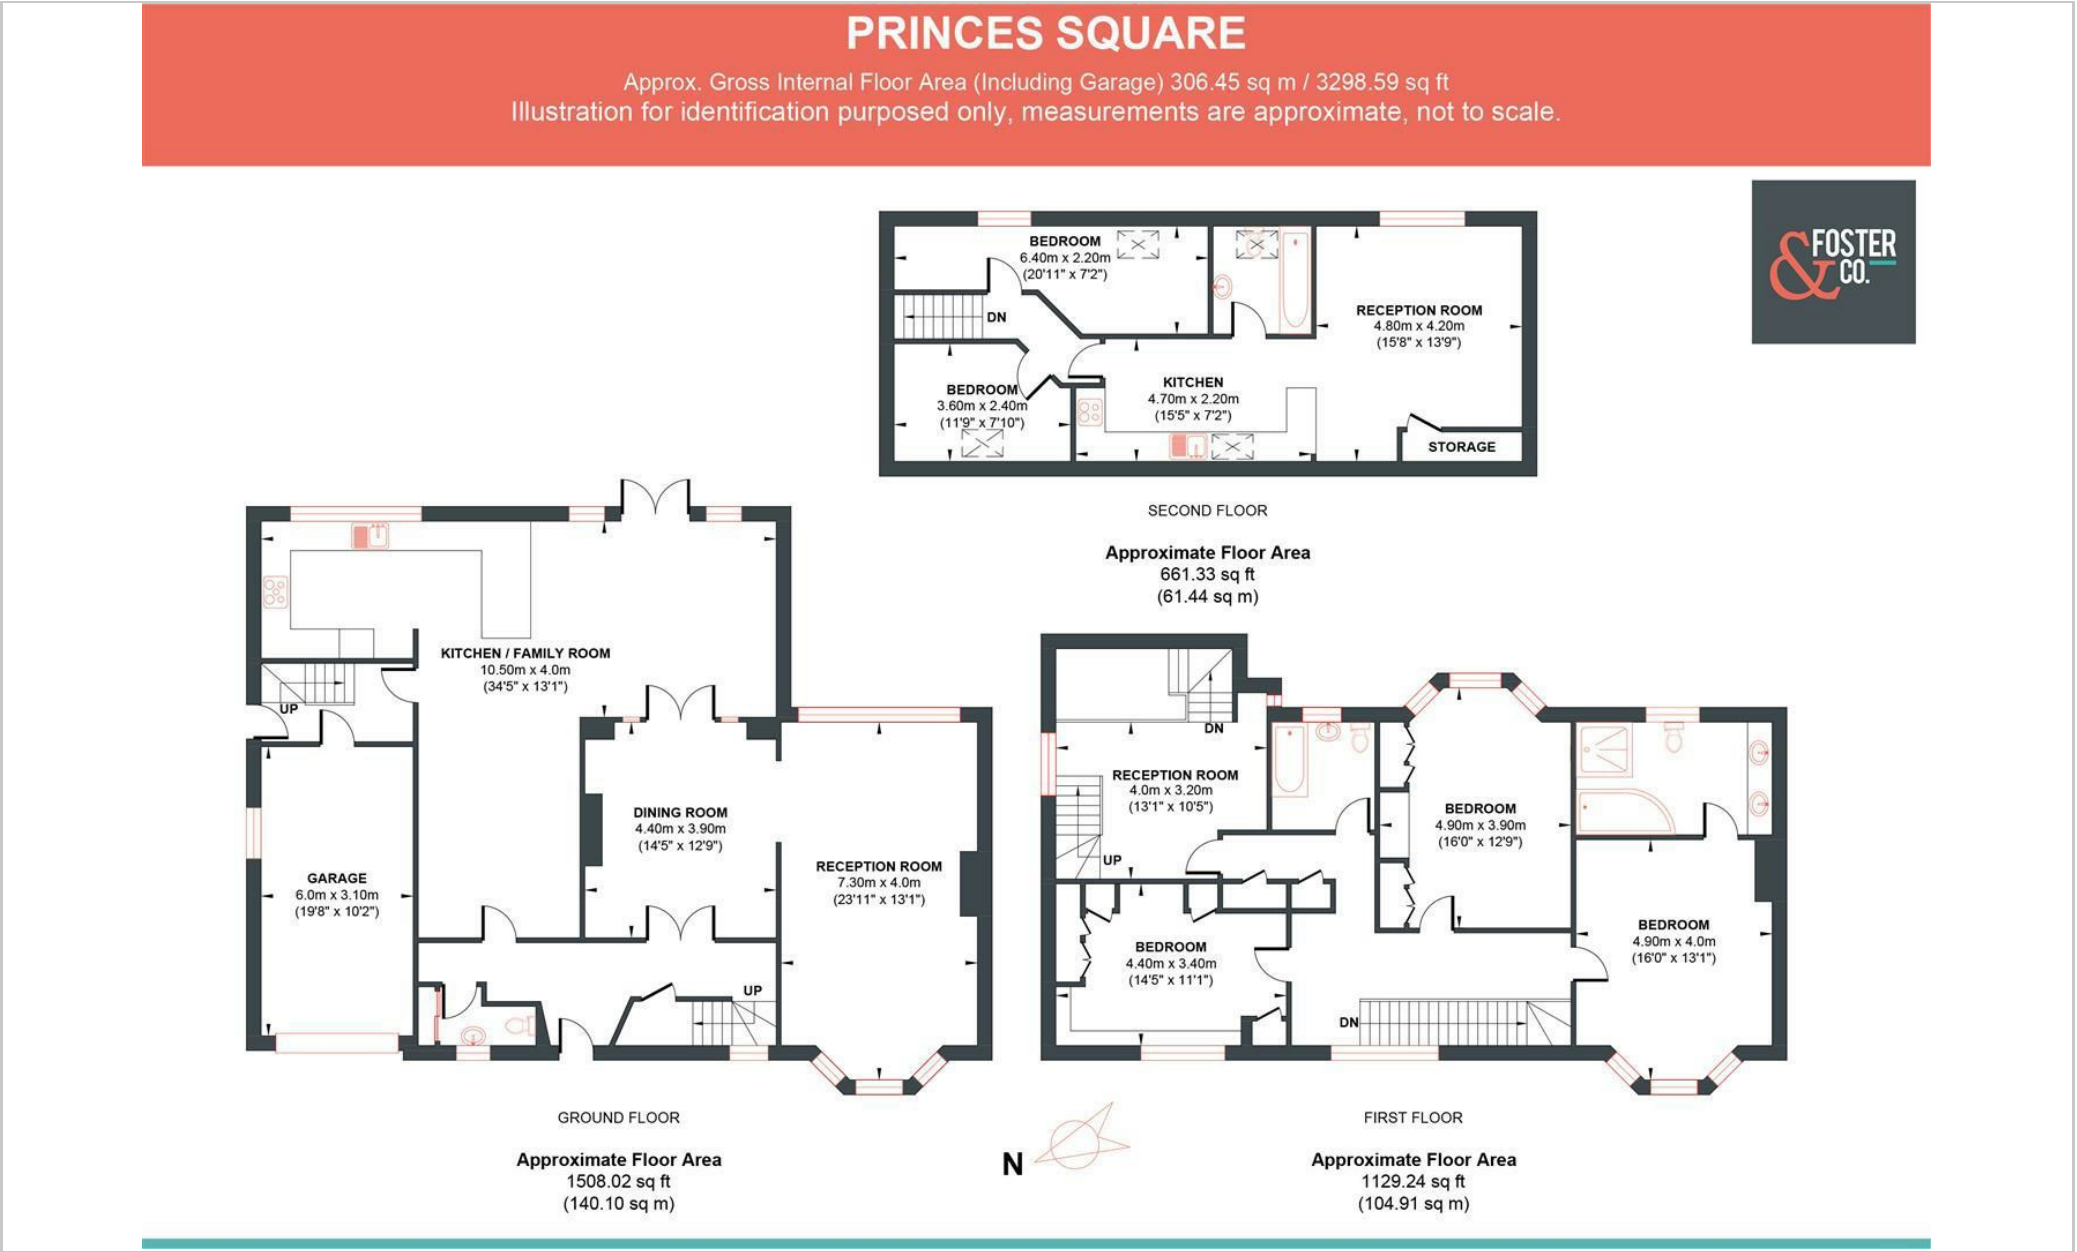 PRINCES SQUARE
Approx. Gross Internal Floor Area (Including Garage) 306.45 sq m / 3298.59 sq ft
Illustration for identification purposed only, measurements are approximate, not to scale.
&FOSTER
CO.
BEDROOM
6.40m x 2.20m
(20'11" x 7'2")
DN
RECEPTION ROOM
4.80m x 4.20m
(15'8" x 13'9")
BEDROOM
3.60m x 2.40m
(11'9" x 7'10")
KITCHEN
4.70m x 2.20m
(15'5" x 7'2")
STORAGE
SECOND FLOOR
Approximate Floor Area
661.33 sq ft
(61.44 sq m)
KITCHEN / FAMILY ROOM
10.50m x 4.0m
(34'5" x 13'1")
UP
DINING ROOM
4.40m x 3.90m
(14'5" x 12'9")
GARAGE
6.0m x 3.10m
(19'8" x 10'2")
RECEPTION ROOM
7.30m x 4.0m
(23'11" x 13'1")
UP
GROUND FLOOR
Approximate Floor Area
1508.02 sq ft
(140.10 sq m)
DN
RECEPTION ROOM
4.0m x 3.20m
(13'1" x 10'5")
UP
BEDROOM
4.90m x 3.90m
(16'0" x 12'9")
BEDROOM
4.40m x 3.40m
(14'5" x 11'1")
BEDROOM
4.90m x 4.0m
(16'0" x 13'1")
DN
FIRST FLOOR
Approximate Floor Area
1129.24 sq ft
(104.91 sq m)
N